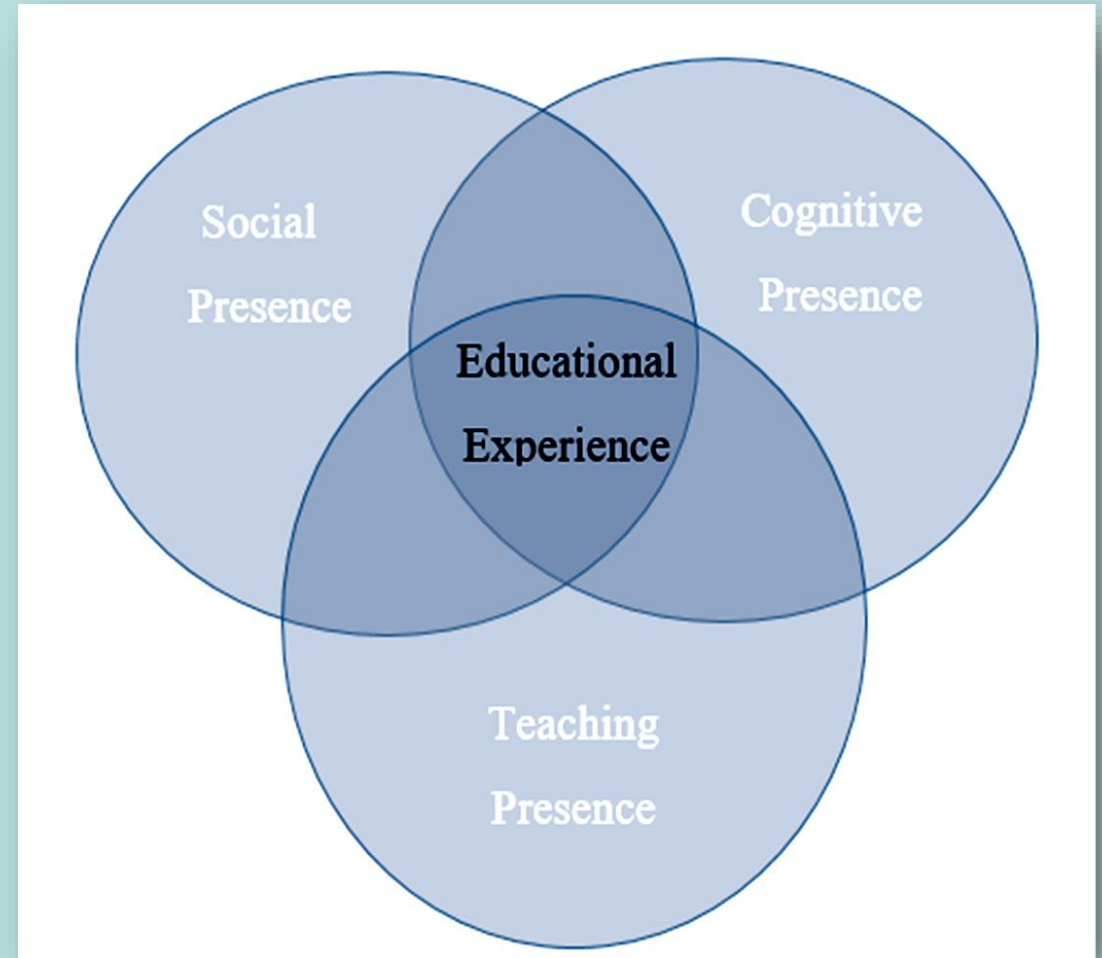 Social
Presence
Cognitive
Presence
Educational
Experience
Teaching
Presence